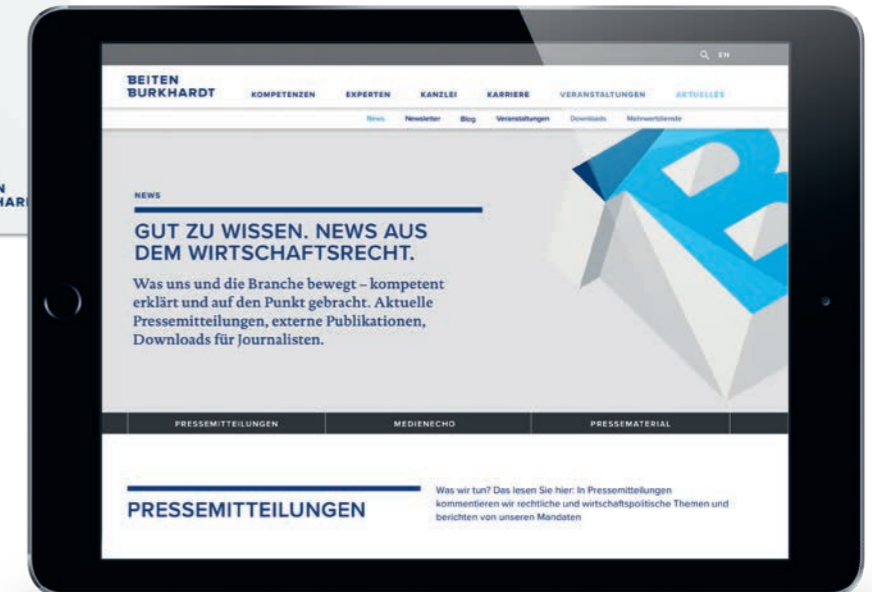 EN
BEITEN
BURKHARDT
KOMPETENZEN EXPERTEN KANZLEI KARRIERE VERANSTALTUNGEN AKTUELLES
News Newsletter Blog Veranstaltungen Downloads Mehrwertdienste
NEWS
GUT ZU WISSEN. NEWS AUS
DEM WIRTSCHAFTSRECHT.
Was uns und die Branche bewegt – kompetent
erklärt und auf den Punkt gebracht. Aktuelle
Pressemitteilungen, externe Publikationen,
Downloads für Journalisten.
PRESSEMITTEILUNGEN MEDIENECHO PRESSEMATERIAL
PRESSEMITTEILUNGEN
Was wir tun? Das lesen Sie hier: In Pressemitteilungen
kommentieren wir rechtliche und wirtschaftspolitische Themen und
berichten von unseren Mandaten